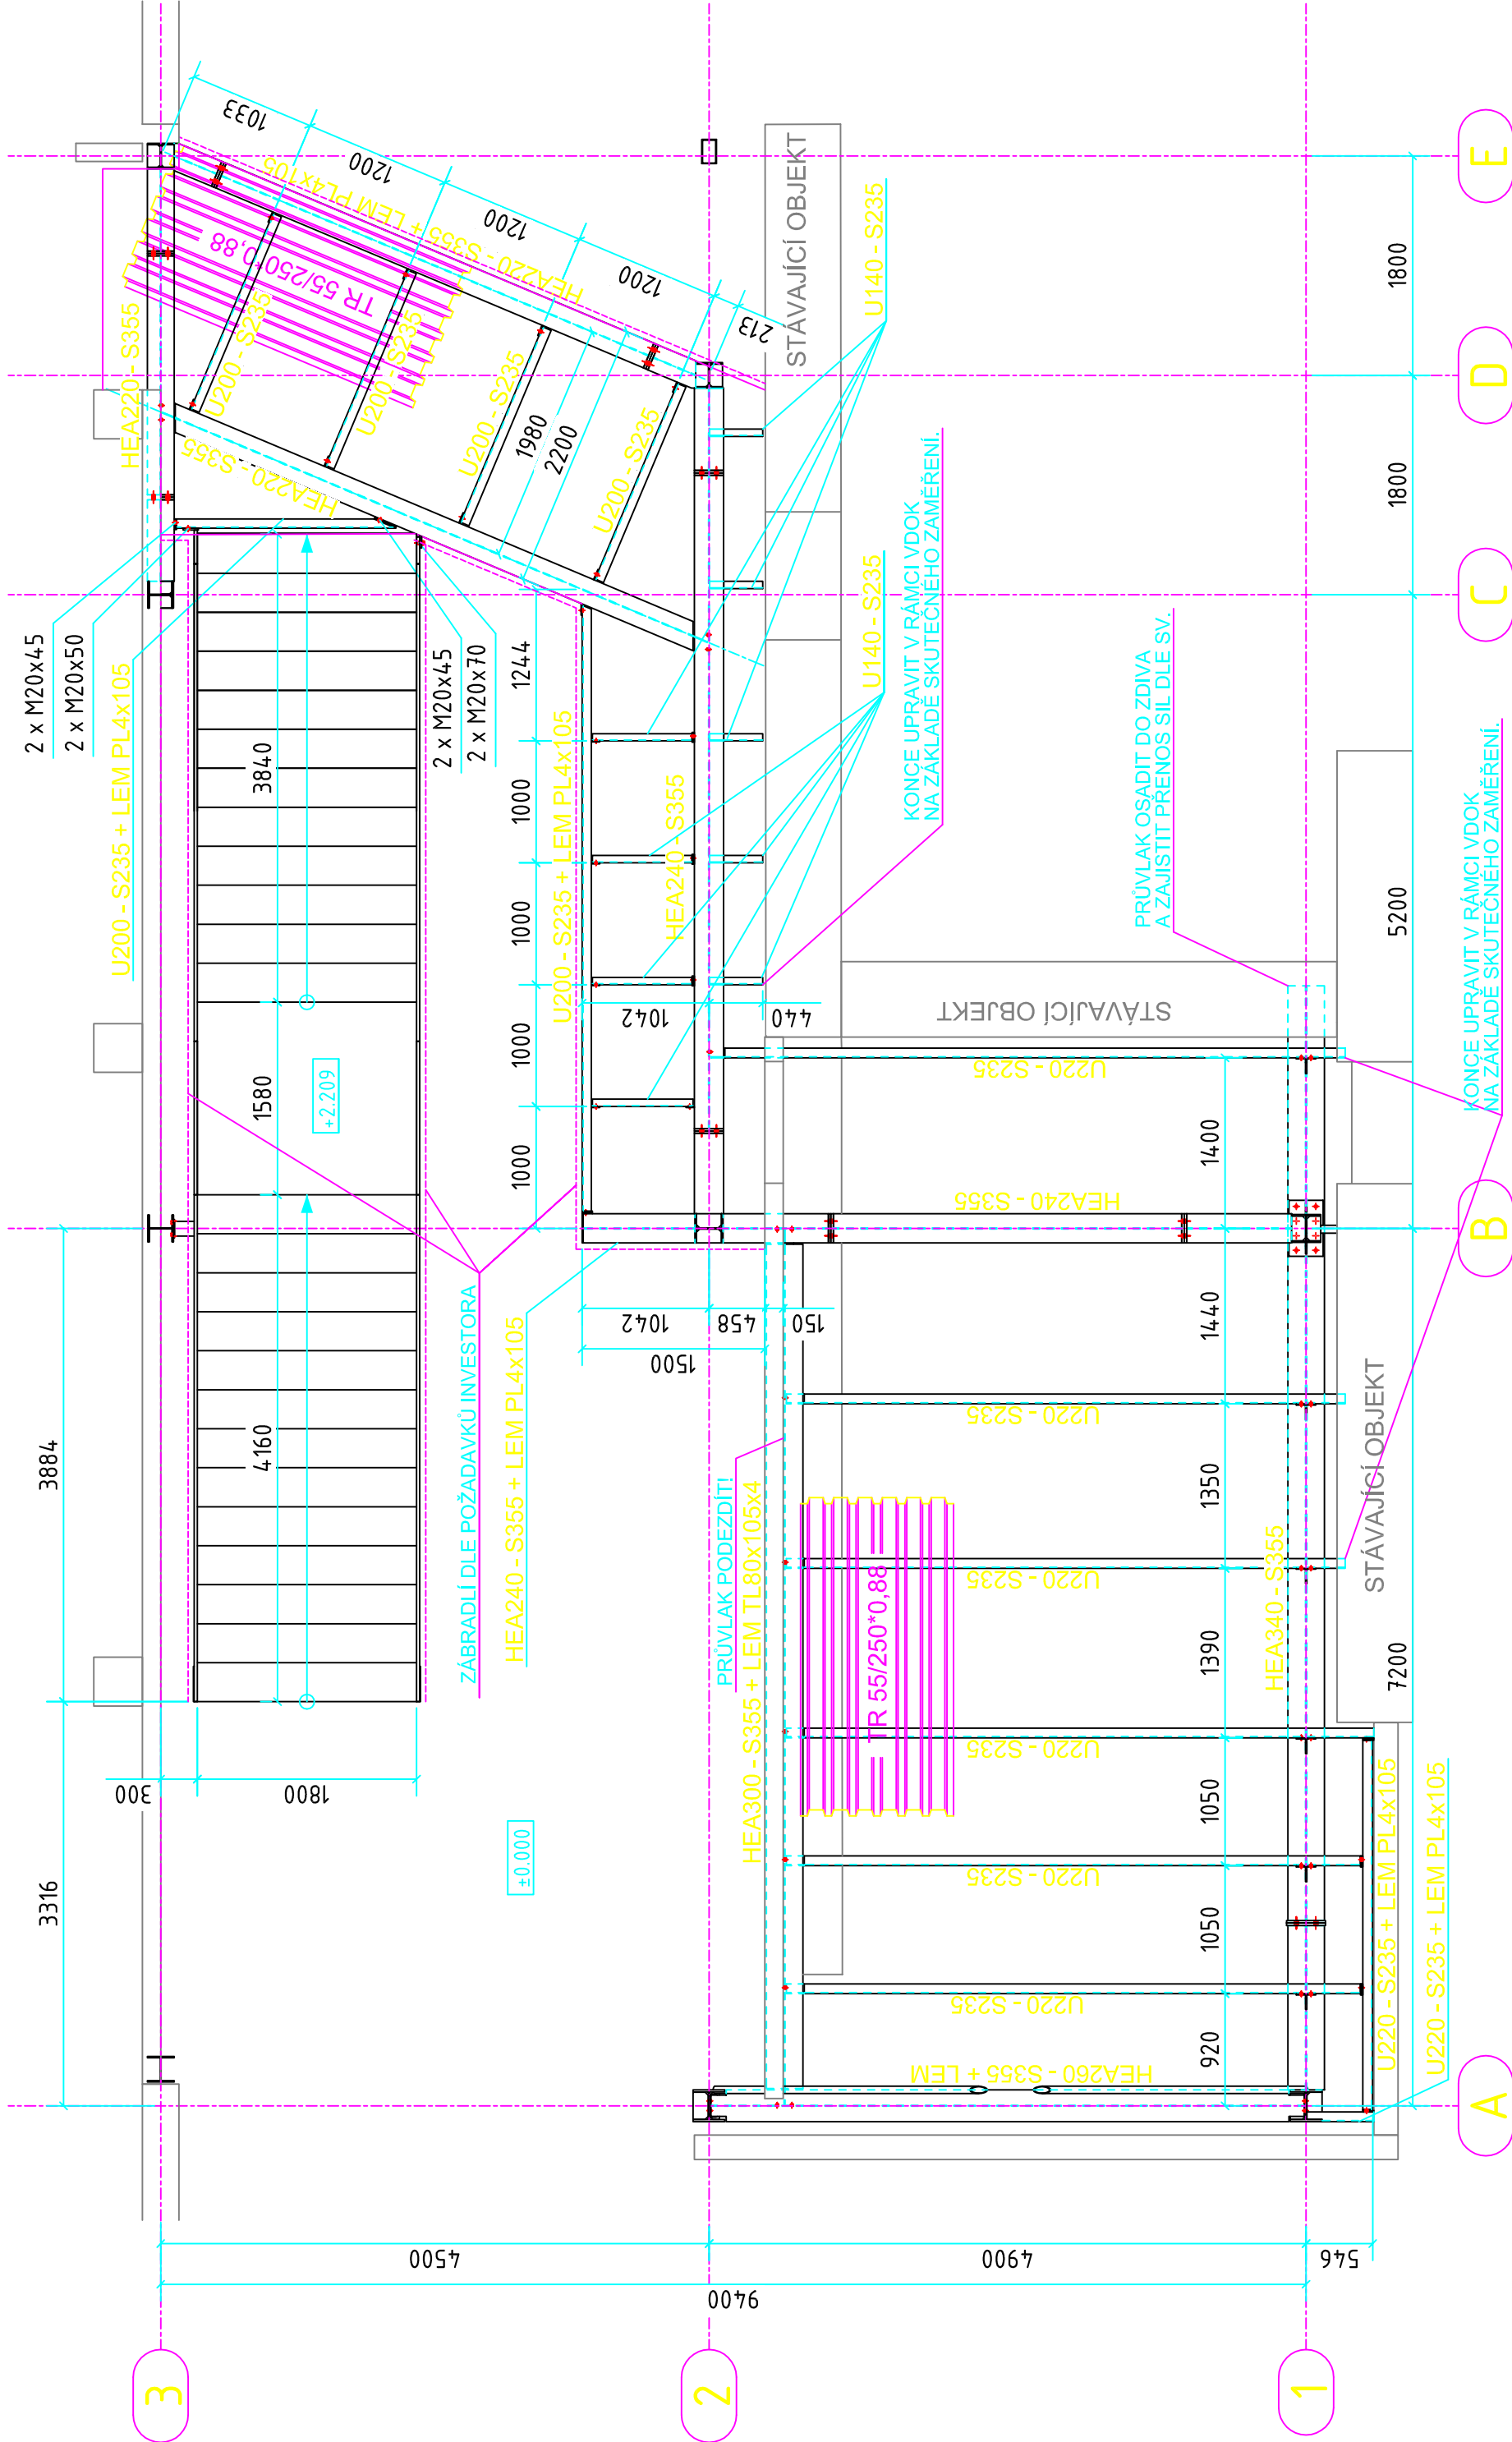 2 x M20x45
2 x M20x50
U200 - S235 + LEM PL4x105
HEA220 - S355
HEA220 - S355
HEA220 - S355 + LEM PL4x105
TR 55/250*0,88
U200 - S235
U200 - S235
U200 - S235
U200 - S235
1033
1200
1200
1200
213
1980
2200
STÁVAJÍCÍ OBJEKT
U140 - S235
U140 - S235
2 x M20x45
2 x M20x70
3840
1580
4160
+2.209
±0.000
3884
3316
300
1800
1244
1000
1000
1000
1000
U200 - S235 + LEM PL4x105
HEA240 - S355
1042
440
KONCE UPRAVIT V RÁMCI VDOK
NA ZÁKLADĚ SKUTEČNÉHO ZAMĚŘENÍ.
PRŮVLAK OSADIT DO ZDIVA
A ZAJISTIT PŘENOS SIL DLE SV.
KONCE UPRAVIT V RÁMCI VDOK
NA ZÁKLADĚ SKUTEČNÉHO ZAMĚŘENÍ.
STÁVAJÍCÍ OBJEKT
ZÁBRADLÍ DLE POŽADAVKŮ INVESTORA
HEA240 - S355 + LEM PL4x105
1042
458
150
1500
PRŮVLAK PODEZDÍT!
HEA300 - S355 + LEM TL80x105x4
TR 55/250*0,88
HEA240 - S355
U220 - S235
U220 - S235
U220 - S235
U220 - S235
U220 - S235
U220 - S235
HEA260 - S355 + LEM
HEA340 - S355
STÁVAJÍCÍ OBJEKT
U220 - S235 + LEM PL4x105
U220 - S235 + LEM PL4x105
920
1050
1050
1390
1350
1440
1400
7200
5200
1800
1800
4500
4900
546
9400
3
2
1
A
B
C
D
E